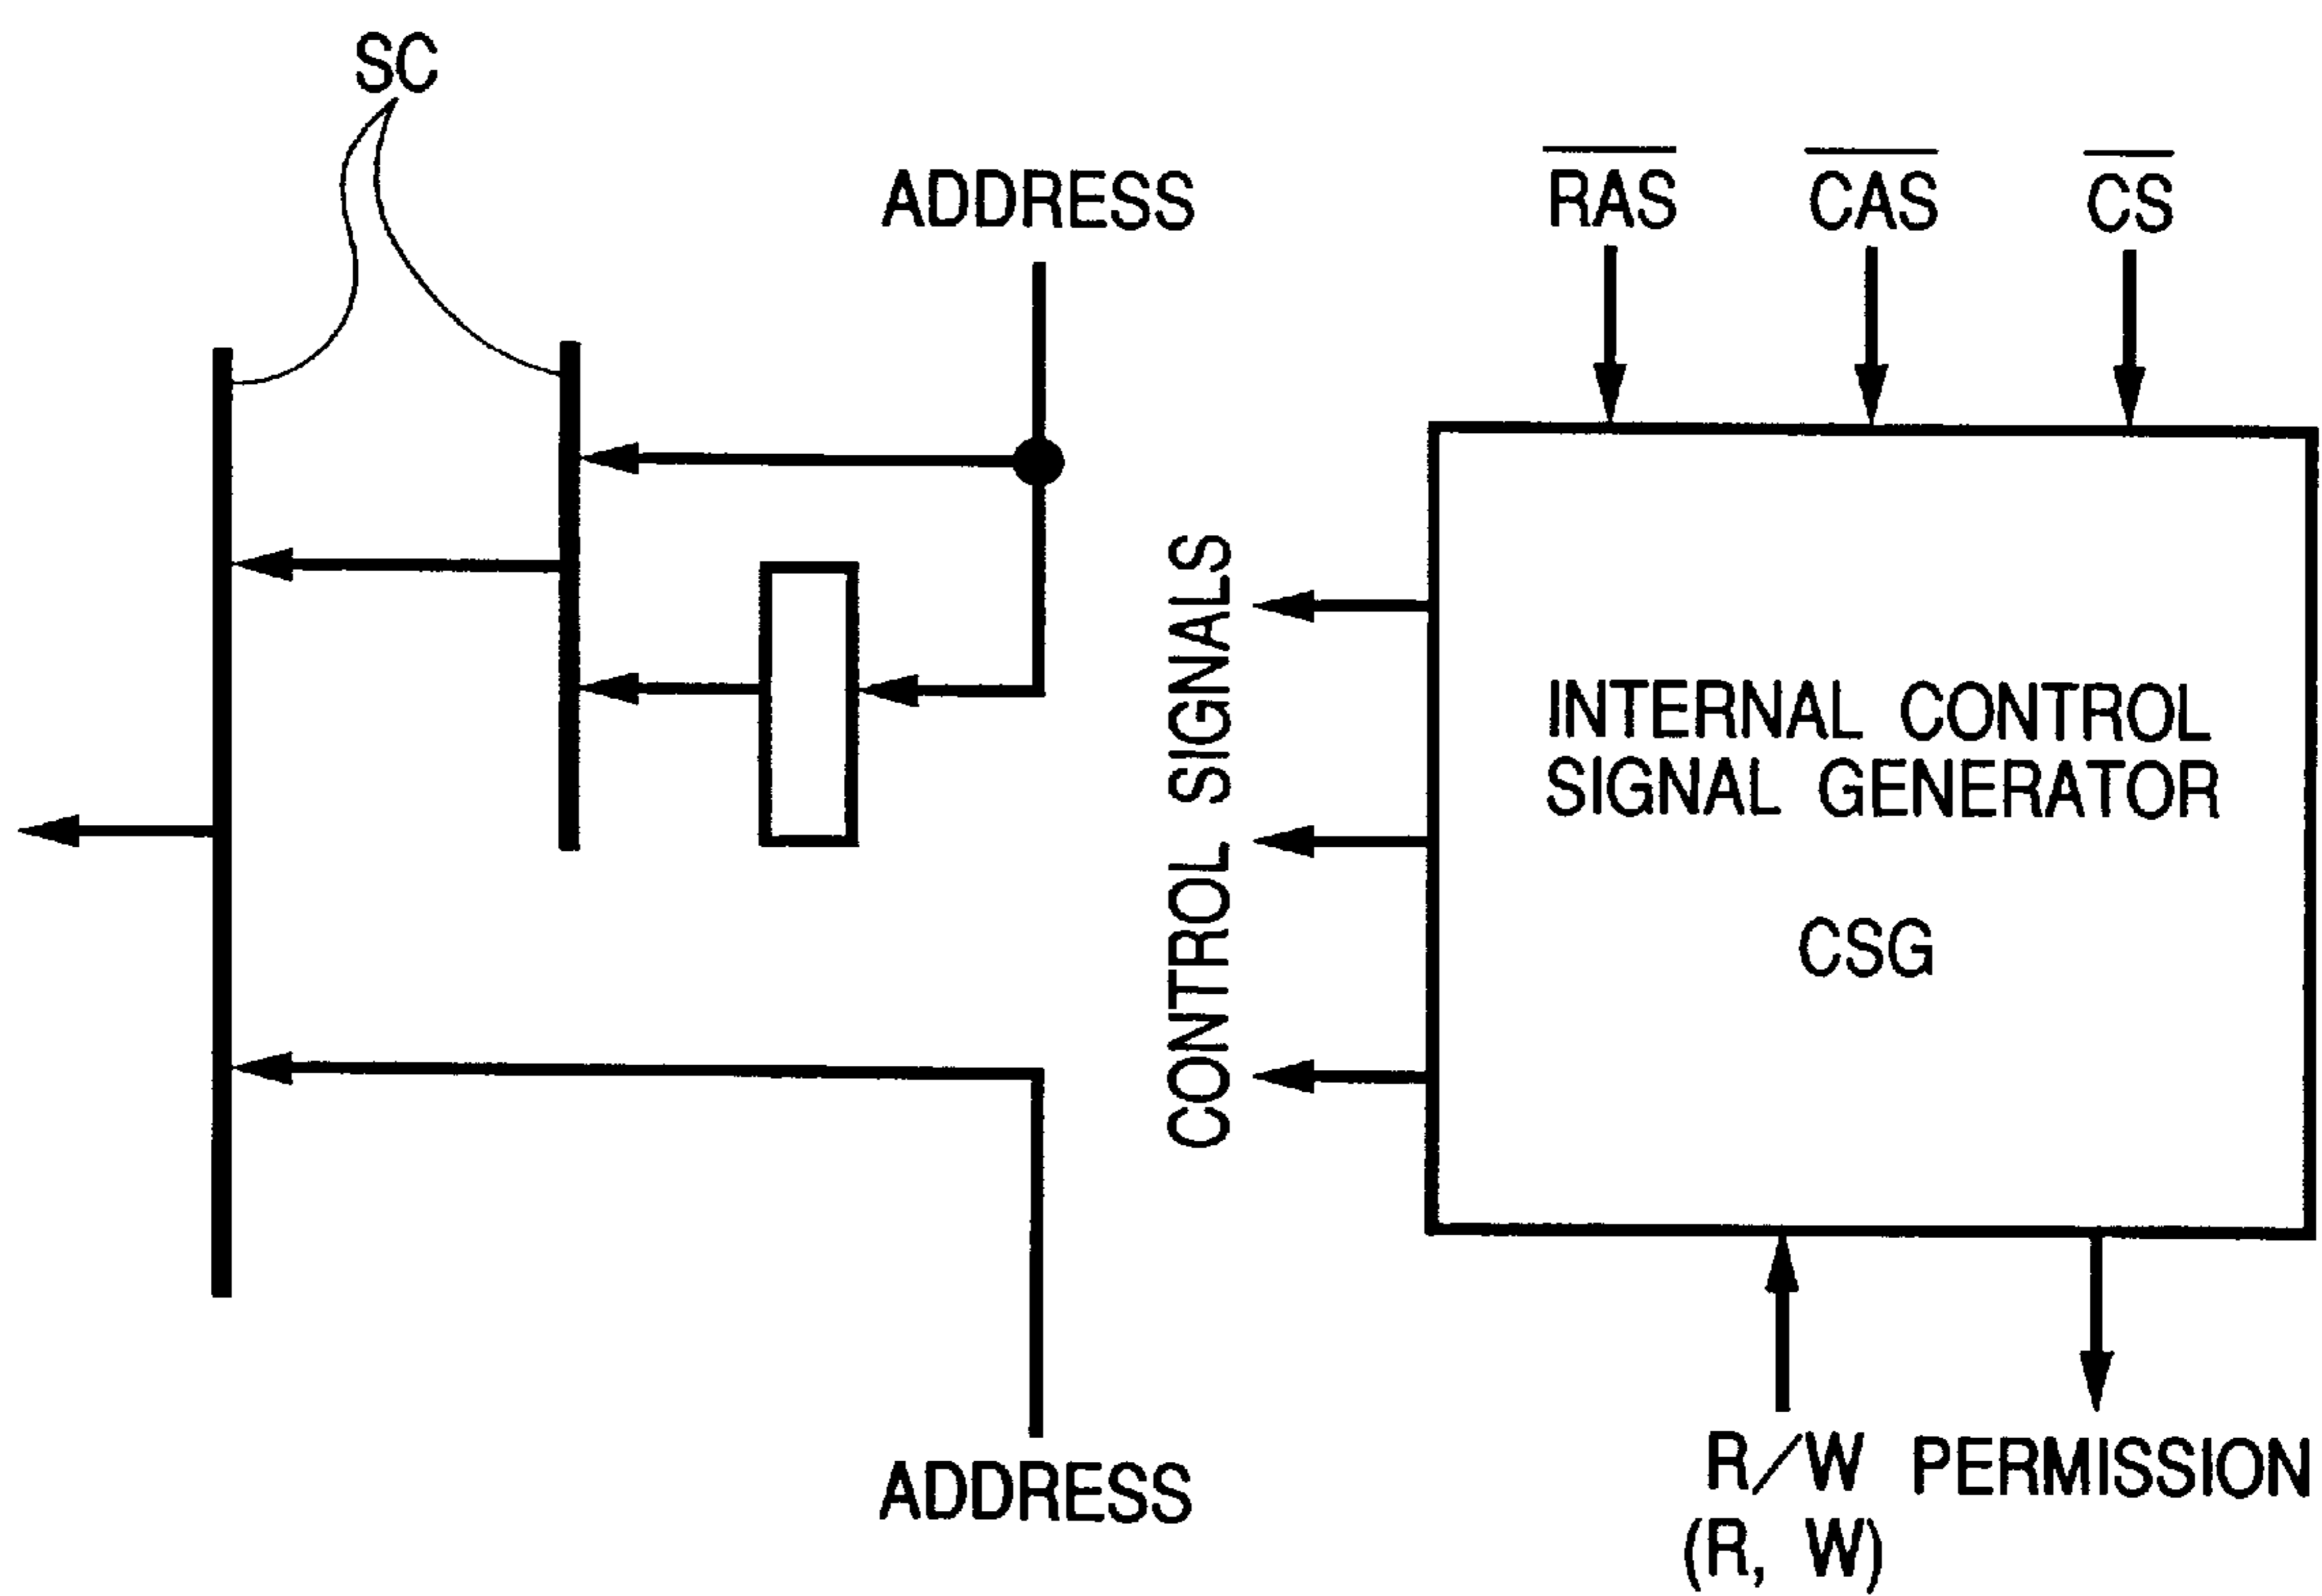 SC
ADDRESS
RAS
CAS
CS
CONTROL SIGNALS
INTERNAL CONTROL
SIGNAL GENERATOR
CSG
ADDRESS
R/W
(R, W)
PERMISSION